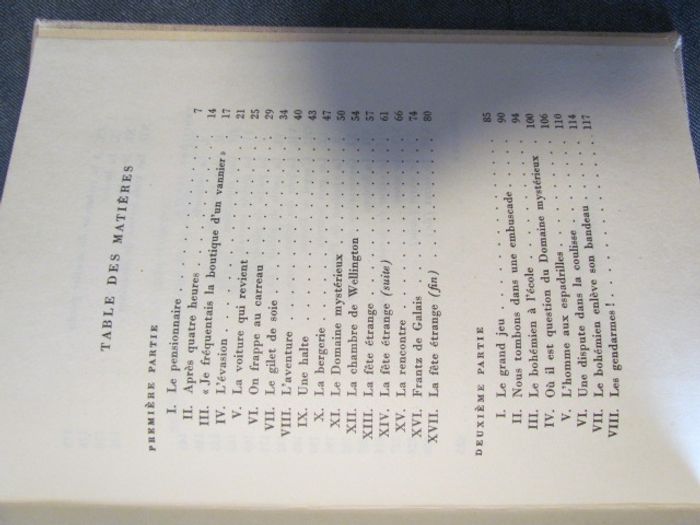 TABLE DES MATIÈRES
PREMIÈRE PARTIE
I. Le pensionnaire . . . . . . . . . . 7
II. Après quatre heures . . . . . . . . . . 14
III. « Je fréquentais la boutique d'un vannier » 17
IV. L'évasion . . . . . . . . . . 21
V. La voiture qui revient . . . . . . . . . . 25
VI. On frappe au carreau . . . . . . . . . . 29
VII. Le gilet de soie . . . . . . . . . . 34
VIII. L'aventure . . . . . . . . . . 40
IX. Une halte . . . . . . . . . . 43
X. La bergerie . . . . . . . . . . 47
XI. Le Domaine mystérieux . . . . . . . . . . 50
XII. La chambre de Wellington . . . . . . . . . . 54
XIII. La fête étrange . . . . . . . . . . 57
XIV. La fête étrange (suite) . . . . . . . . . . 61
XV. La rencontre . . . . . . . . . . 66
XVI. Frantz de Galais . . . . . . . . . . 74
XVII. La fête étrange (fin) . . . . . . . . . . 80
DEUXIÈME PARTIE
I. Le grand jeu . . . . . . . . . . 85
II. Nous tombons dans une embuscade . . . . 90
III. Le bohémien à l'école . . . . . . . . . . 94
IV. Où il est question du Domaine mystérieux 100
V. L'homme aux espadrilles . . . . . . . . . . 106
VI. Une dispute dans la coulisse . . . . . . . . 110
VII. Le bohémien enlève son bandeau . . . . . . 114
VIII. Les gendarmes ! . . . . . . . . . . 117